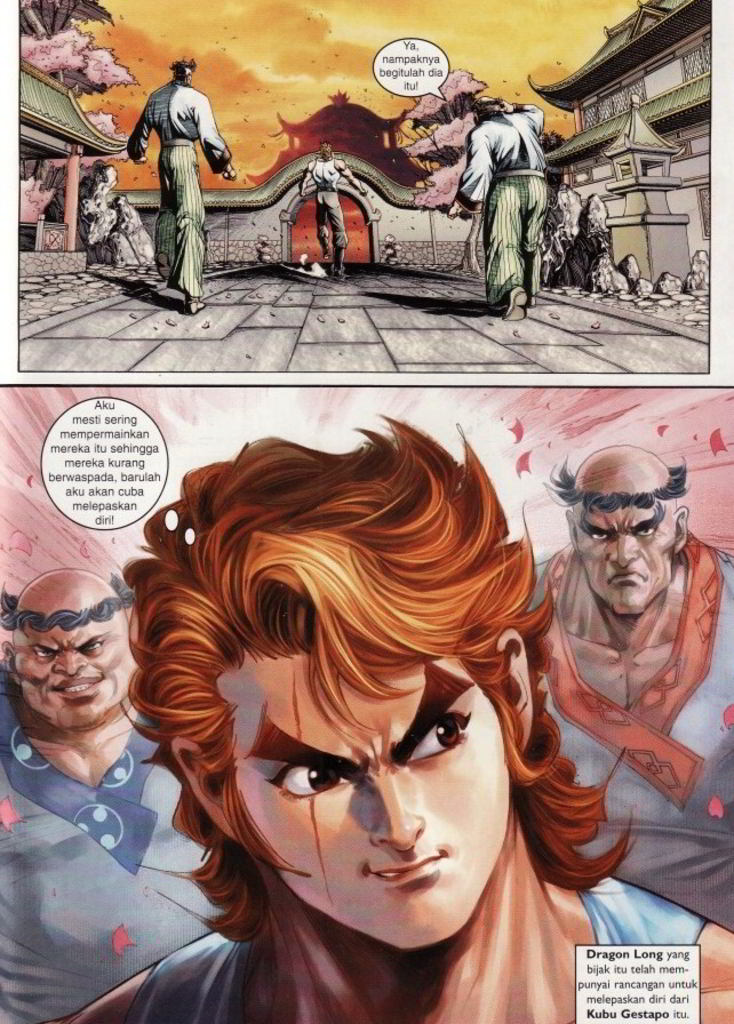 Ya,
nampaknya
begitulah dia
itu!
Aku
mesti sering
mempermainkan
mereka itu sehingga
mereka kurang
berwaspada, barulah
aku akan cuba
melepaskan
diri!
Dragon Long yang
bijak itu telah mem-
punyai rancangan untuk
melepaskan diri dari
Kubu Gestapo itu.